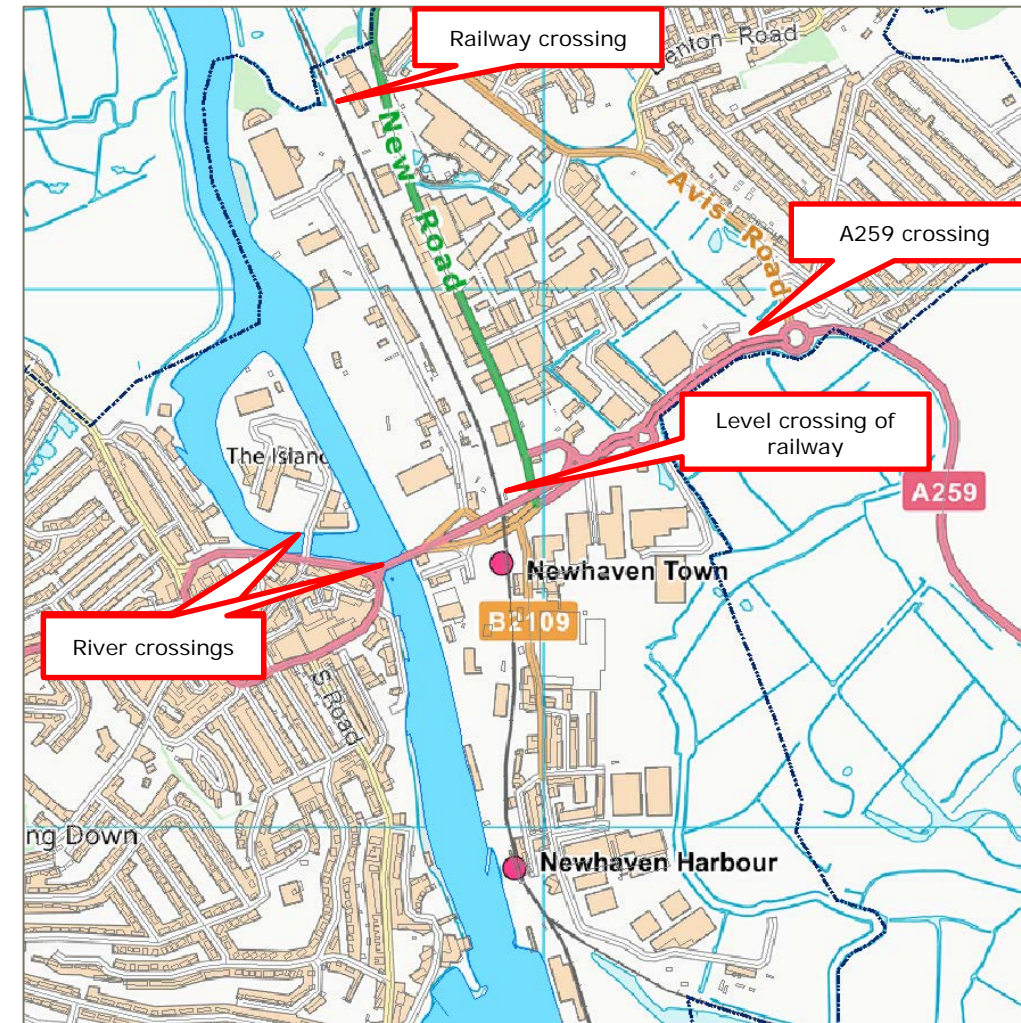 Railway crossing
enton Road
New Road
Avis Road
A259 crossing
Level crossing of
railway
The Islan
A259
Newhaven Town
B2109
River crossings
S. Road
ng Down
Newhaven Harbour